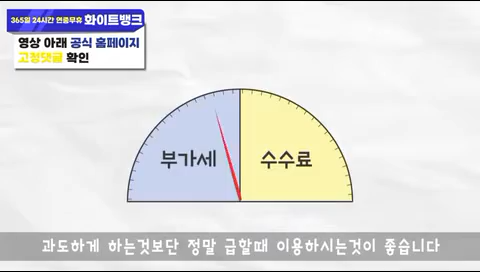 365일 24시간 연중무휴 화이트뱅크
영상 아래 공식 홈페이지
고정댓글 확인
부가세
수수료
과도하게 하는것보단 정말 급할때 이용하시는것이 좋습니다